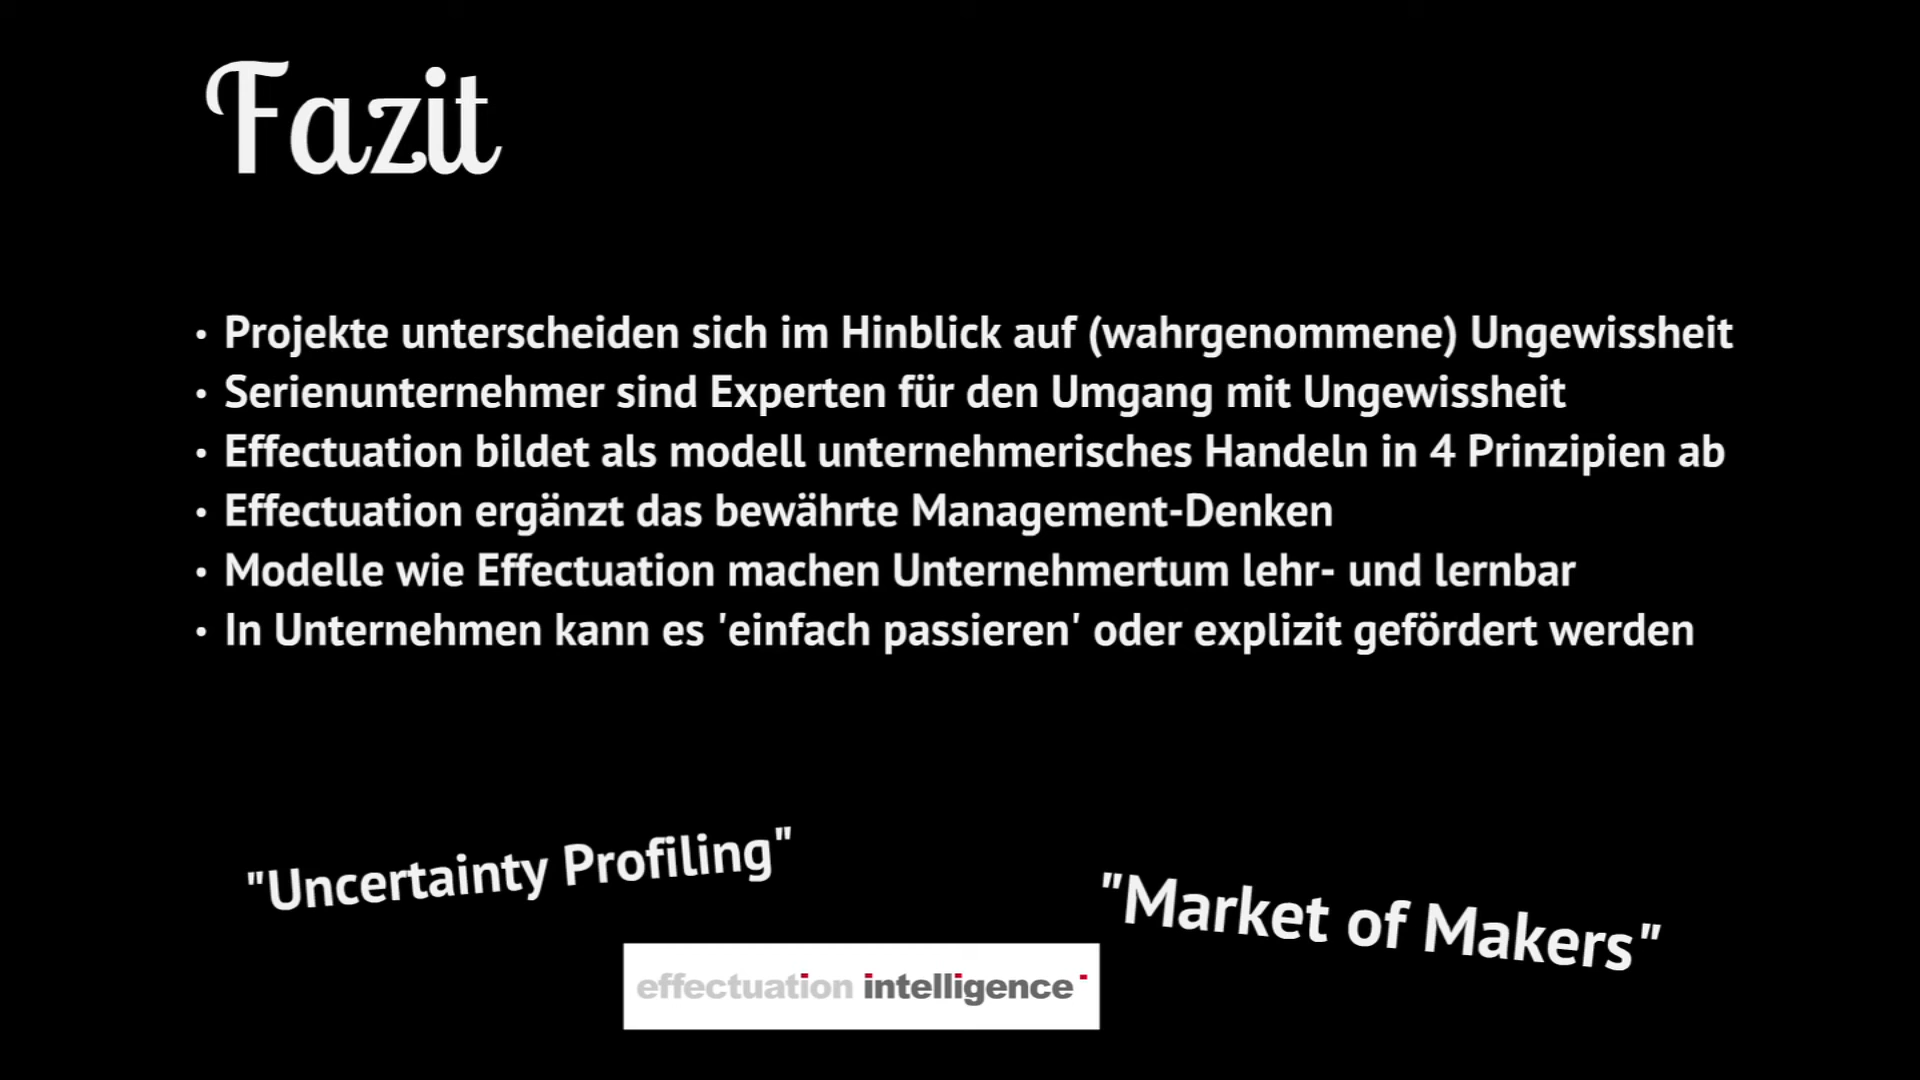 Fazit
• Projekte unterscheiden sich im Hinblick auf (wahrgenommene) Ungewissheit
• Serienunternehmer sind Experten für den Umgang mit Ungewissheit
• Effectuation bildet als modell unternehmerisches Handeln in 4 Prinzipien ab
• Effectuation ergänzt das bewährte Management-Denken
• Modelle wie Effectuation machen Unternehmertum lehr- und lernbar
• In Unternehmen kann es 'einfach passieren' oder explizit gefördert werden
"Uncertainty Profiling"
"Market of Makers"
effectuation intelligence